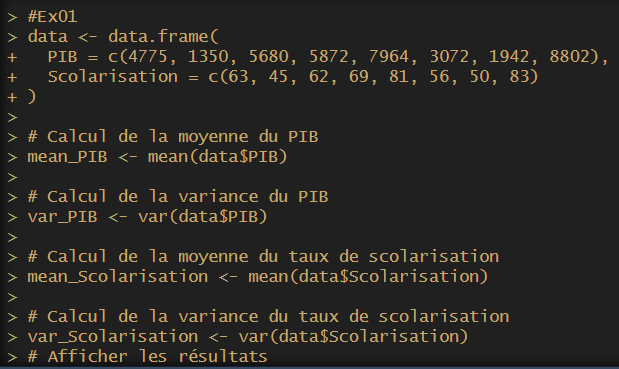 > #Ex01
> data <- data.frame(
+   PIB = c(4775, 1350, 5680, 5872, 7964, 3072, 1942, 8802),
+   Scolarisation = c(63, 45, 62, 69, 81, 56, 50, 83)
+ )
>
> # Calcul de la moyenne du PIB
> mean_PIB <- mean(data$PIB)
>
> # Calcul de la variance du PIB
> var_PIB <- var(data$PIB)
>
> # Calcul de la moyenne du taux de scolarisation
> mean_Scolarisation <- mean(data$Scolarisation)
>
> # Calcul de la variance du taux de scolarisation
> var_Scolarisation <- var(data$Scolarisation)
> # Afficher les résultats